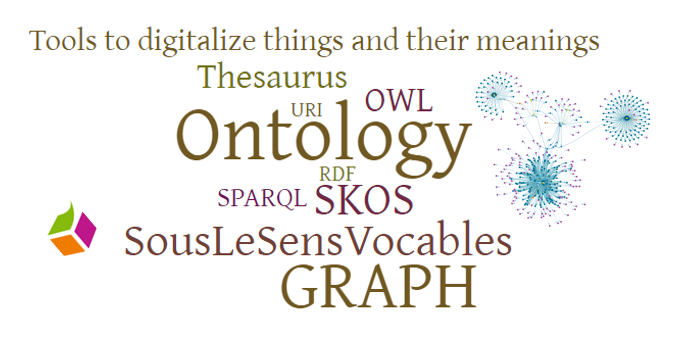 Tools to digitalize things and their meanings
Thesaurus
URI OWL
Ontology
RDF
SPARQL SKOS
SousLeSensVocables
GRAPH